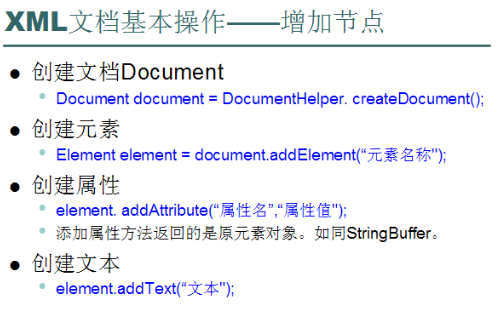 XML文档基本操作——增加节点
创建文档Document
Document document = DocumentHelper. createDocument();
创建元素
Element element = document.addElement(“元素名称");
创建属性
element. addAttribute(“属性名”,“属性值");
添加属性方法返回的是原元素对象。如同StringBuffer。
创建文本
element.addText(“文本");